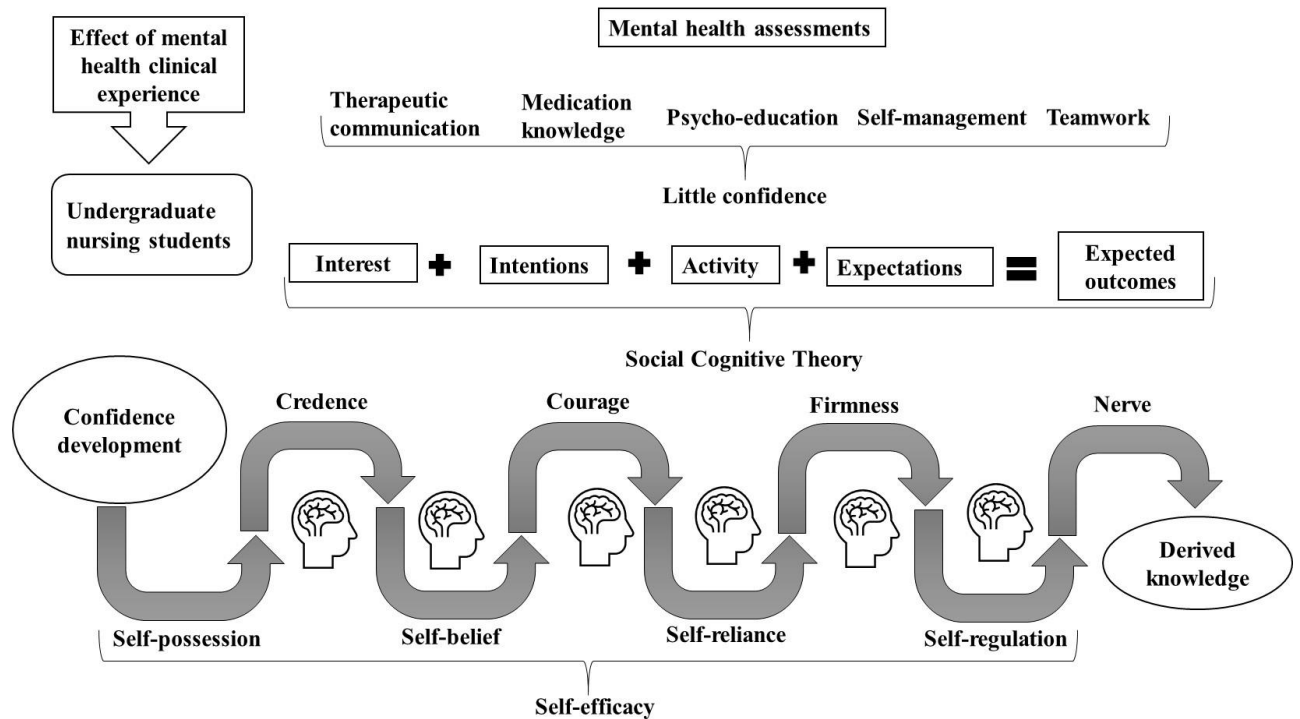 Effect of mental
health clinical
experience
Mental health assessments
Therapeutic
communication
Medication
knowledge
Psycho-education
Self-management
Teamwork
Little confidence
Undergraduate
nursing students
Interest
Intentions
Activity
Expectations
Expected
outcomes
Social Cognitive Theory
Confidence
development
Credence
Courage
Firmness
Nerve
Derived
knowledge
Self-possession
Self-belief
Self-reliance
Self-regulation
Self-efficacy